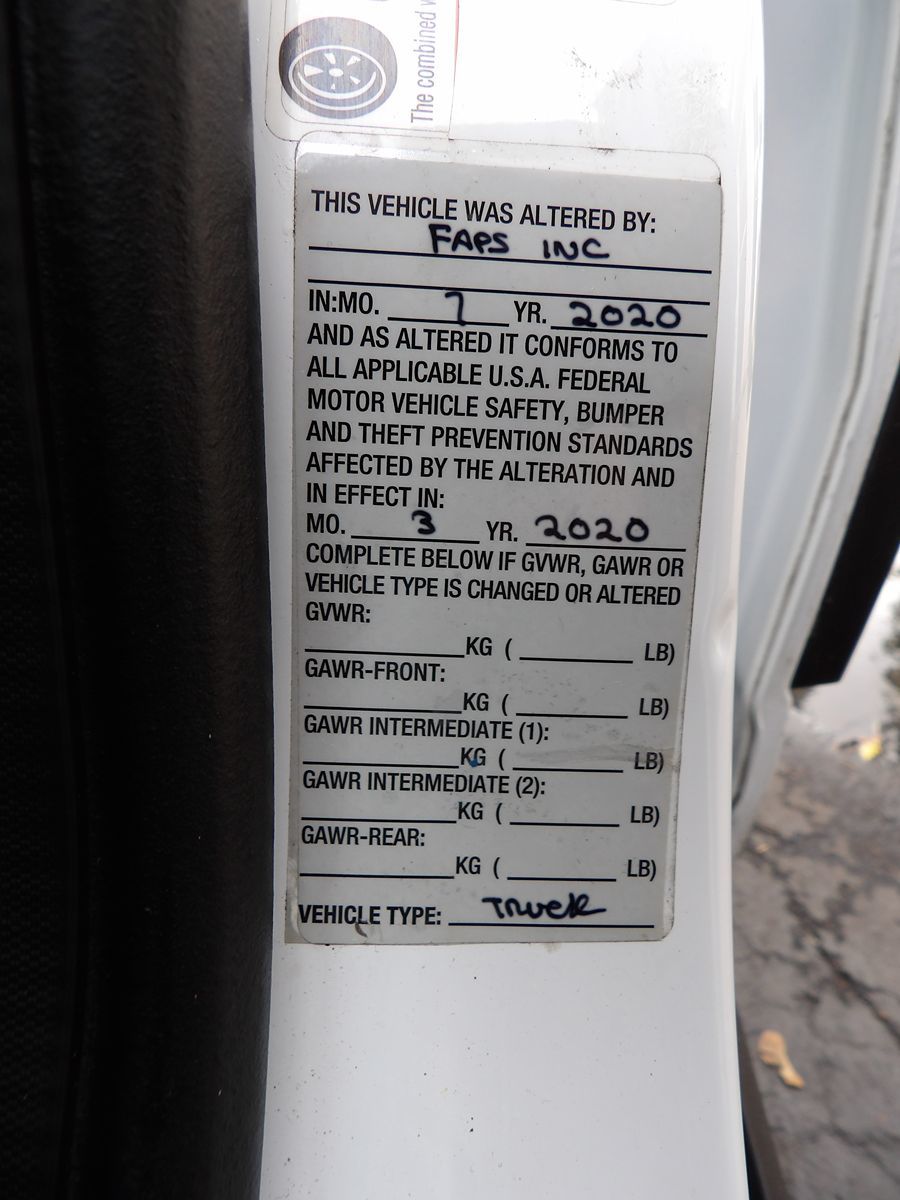 The combined
THIS VEHICLE WAS ALTERED BY:
FAPS INC
IN:MO. 7 YR. 2020
AND AS ALTERED IT CONFORMS TO
ALL APPLICABLE U.S.A. FEDERAL
MOTOR VEHICLE SAFETY, BUMPER
AND THEFT PREVENTION STANDARDS
AFFECTED BY THE ALTERATION AND
IN EFFECT IN:
MO. 3 YR. 2020
COMPLETE BELOW IF GVWR, GAWR OR
VEHICLE TYPE IS CHANGED OR ALTERED
GVWR:
KG ( LB)
GAWR-FRONT:
KG ( LB)
GAWR INTERMEDIATE (1):
KG ( LB)
GAWR INTERMEDIATE (2):
KG ( LB)
GAWR-REAR:
KG ( LB)
VEHICLE TYPE: Truck